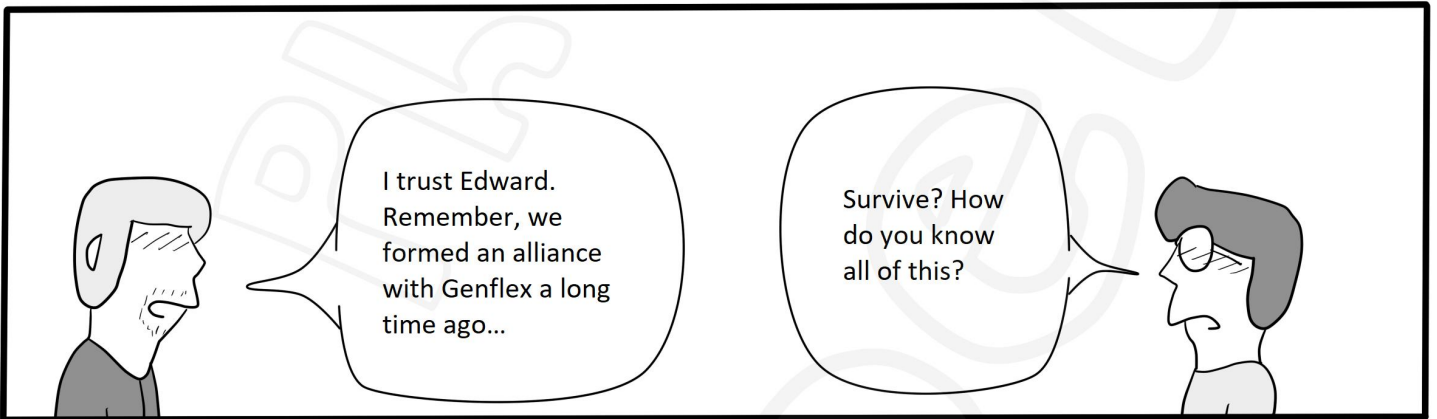 I trust Edward.
Remember, we
formed an alliance
with Genflex a long
time ago...
Survive? How
do you know
all of this?